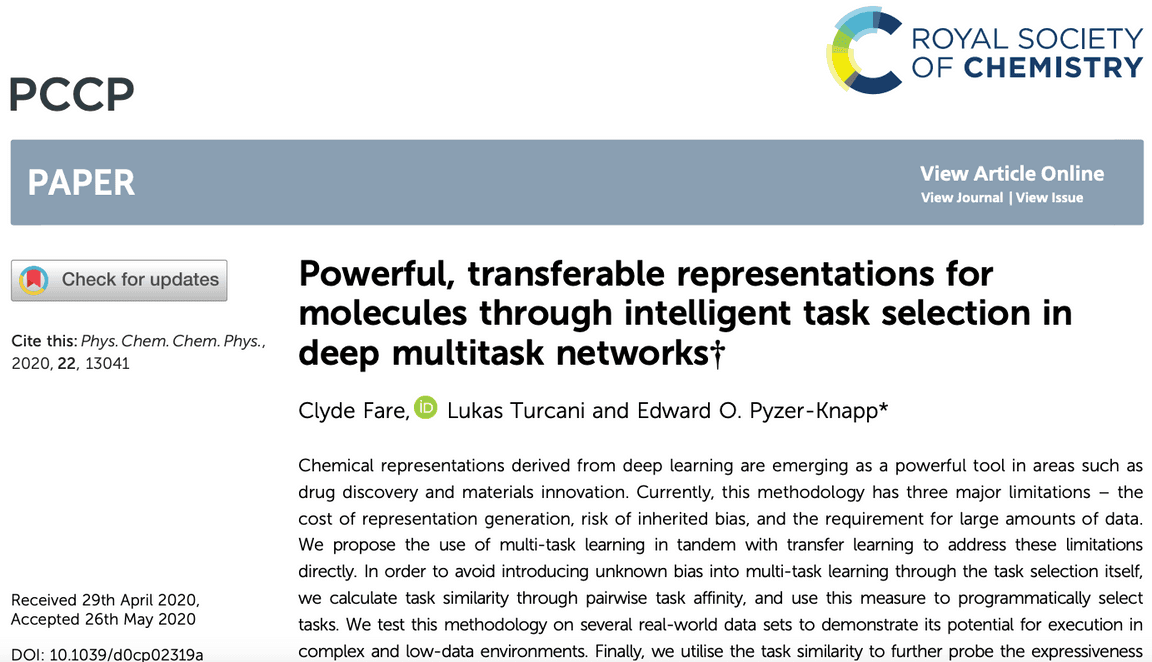 ROYAL SOCIETY
OF CHEMISTRY
PCCP
PAPER
View Article Online
View Journal | View Issue
Check for updates
Cite this: Phys. Chem. Chem. Phys.,
2020, 22, 13041
Received 29th April 2020,
Accepted 26th May 2020
DOI: 10.1039/d0cp02319a
Powerful, transferable representations for
molecules through intelligent task selection in
deep multitask networks†
Clyde Fare, iD Lukas Turcani and Edward O. Pyzer-Knapp*
Chemical representations derived from deep learning are emerging as a powerful tool in areas such as
drug discovery and materials innovation. Currently, this methodology has three major limitations – the
cost of representation generation, risk of inherited bias, and the requirement for large amounts of data.
We propose the use of multi-task learning in tandem with transfer learning to address these limitations
directly. In order to avoid introducing unknown bias into multi-task learning through the task selection itself,
we calculate task similarity through pairwise task affinity, and use this measure to programmatically select
tasks. We test this methodology on several real-world data sets to demonstrate its potential for execution in
complex and low-data environments. Finally, we utilise the task similarity to further probe the expressiveness